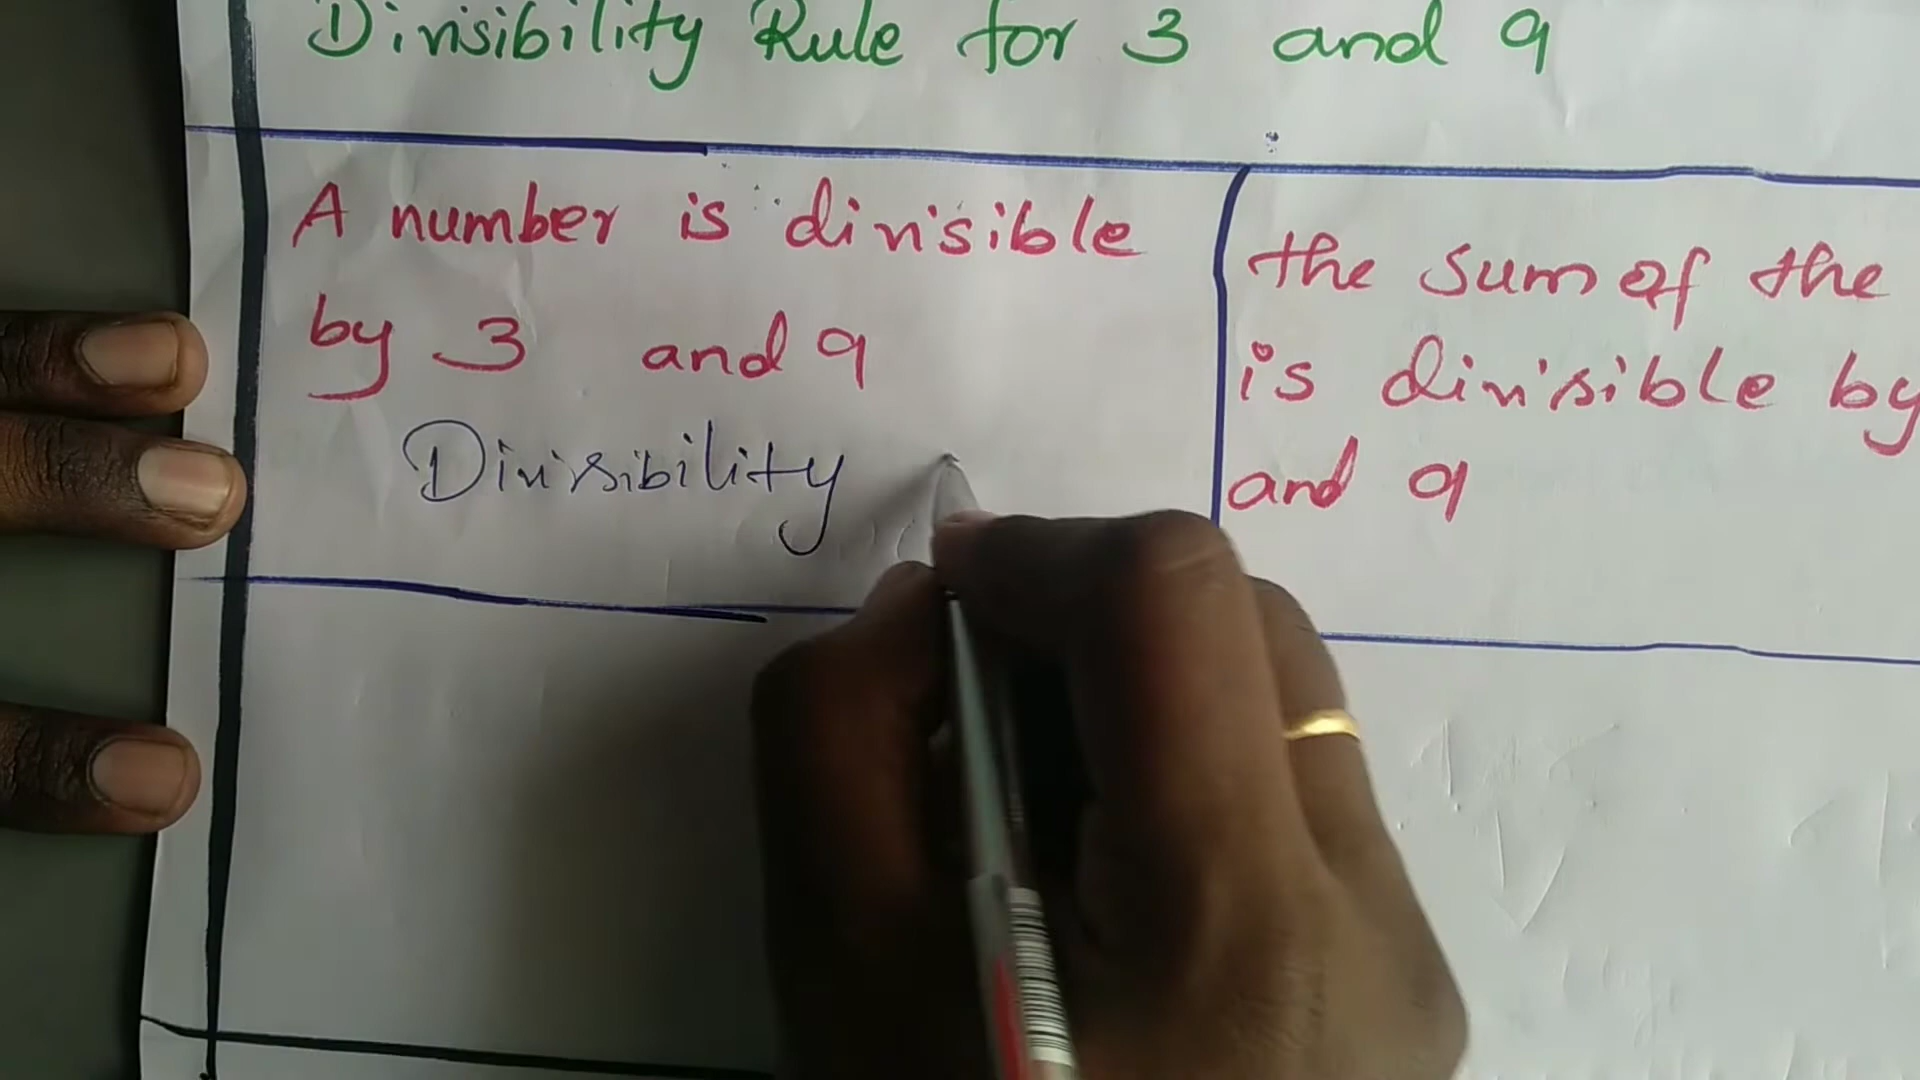 Divisibility Rule for 3 and 9
A number is divisible
by 3 and 9
Divisibility
the sum of the
is divisible by
and 9